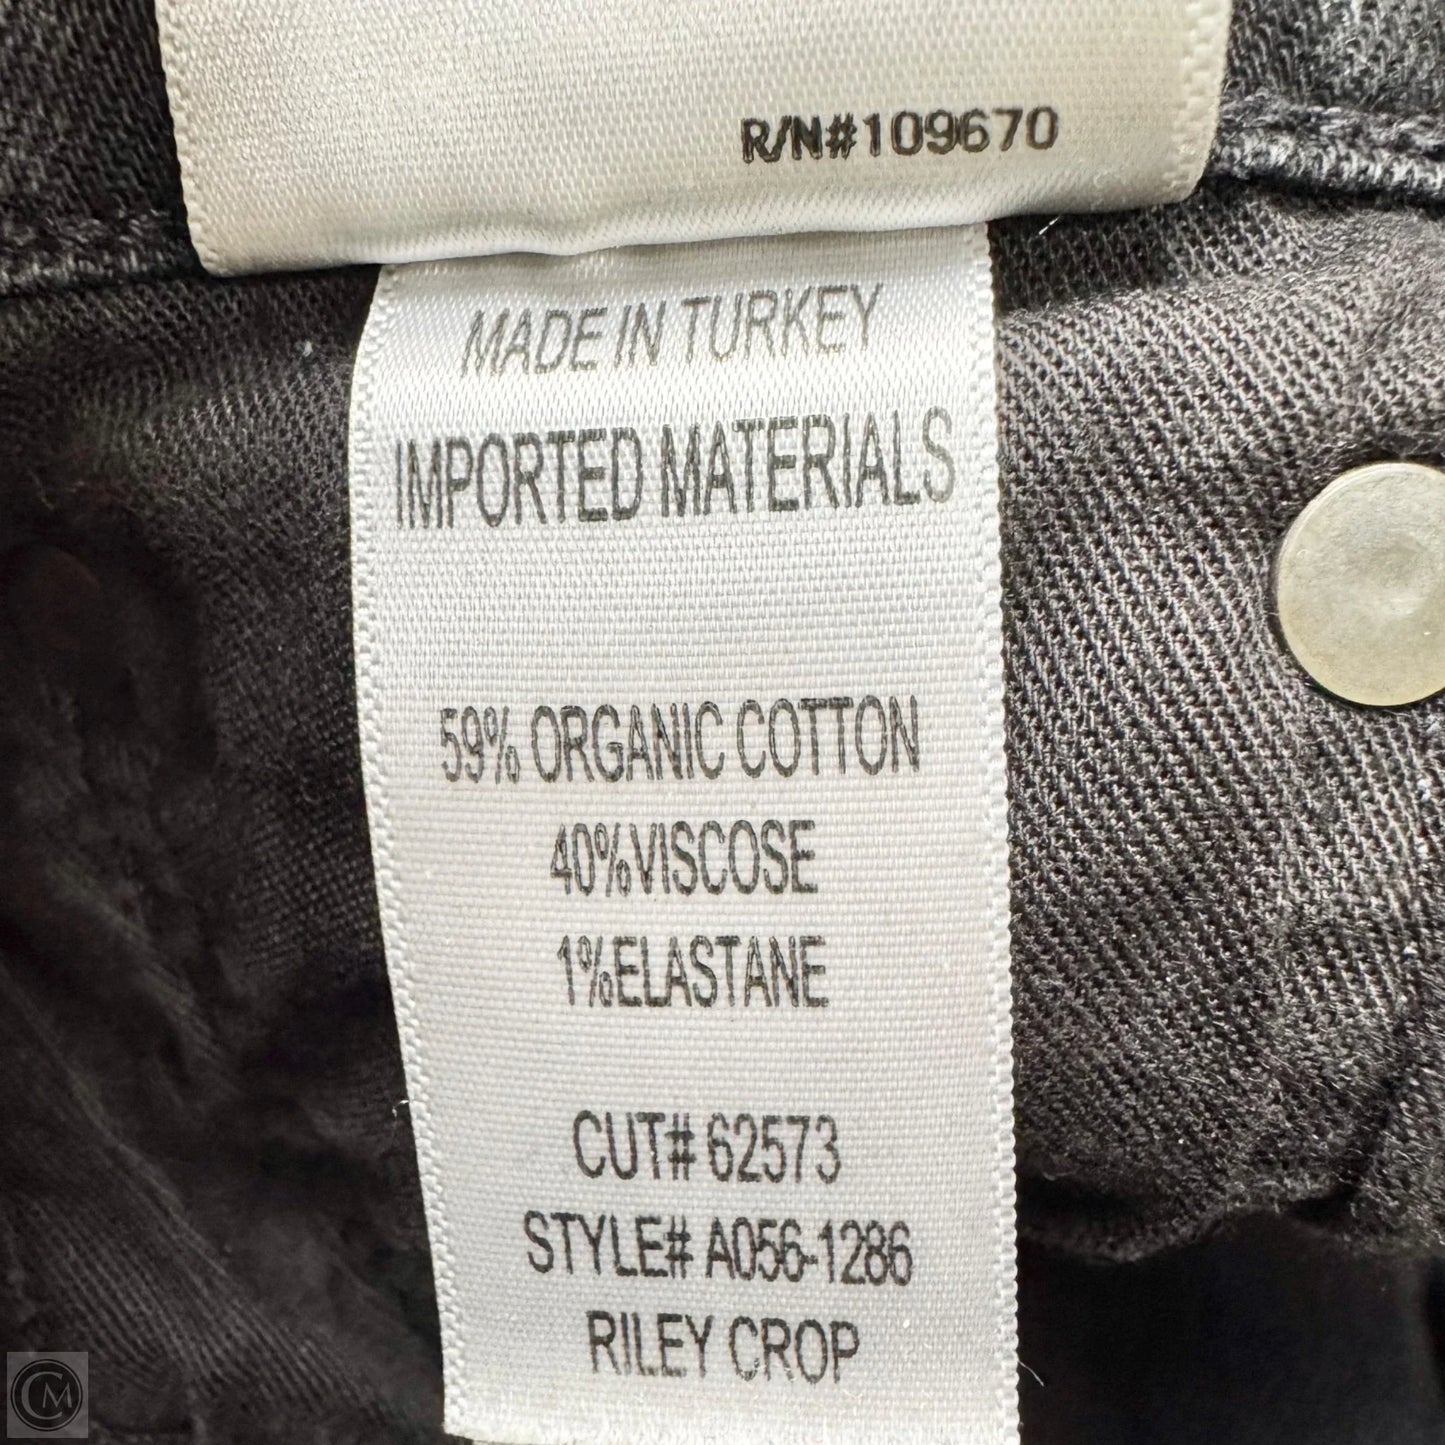 R/N#109670
MADE IN TURKEY
IMPORTED MATERIALS
59% ORGANIC COTTON
40%VISCOSE
1%ELASTANE
CUT# 62573
STYLE# A056-1286
RILEY CROP
CM